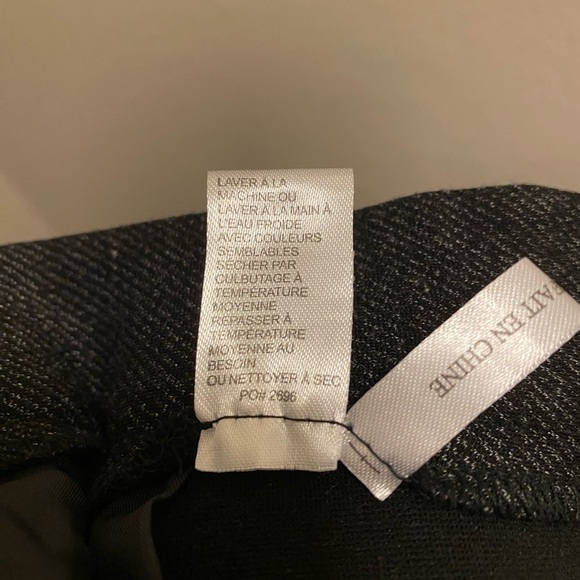 LAVER À LA
MACHINE OU
LAVER À LA MAIN À
L'EAU FROIDE
AVEC COULEURS
SEMBLABLES
SÉCHER PAR
CULBUTAGE À
TEMPÉRATURE
MOYENNE
REPASSER À
TEMPÉRATURE
MOYENNE AU
BESOIN
OU NETTOYER À SEC
PO# 2696
FAIT EN CHINE